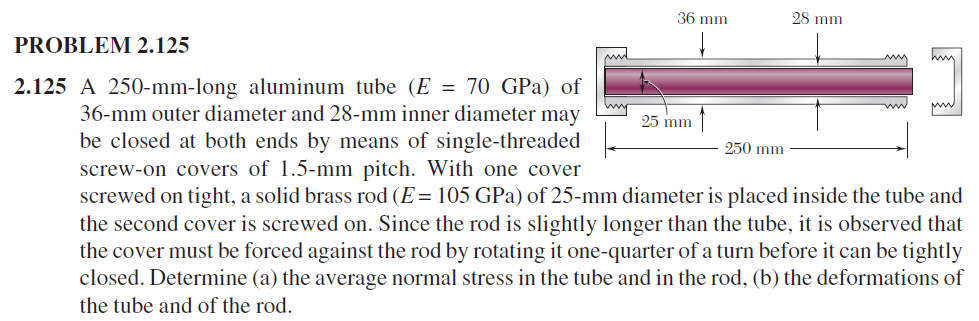 36 mm
28 mm
PROBLEM 2.125
2.125 A 250-mm-long aluminum tube (E = 70 GPa) of
36-mm outer diameter and 28-mm inner diameter may
25 mm
be closed at both ends by means of single-threaded
250 mm
screw-on covers of 1.5-mm pitch. With one cover
screwed on tight, a solid brass rod (E = 105 GPa) of 25-mm diameter is placed inside the tube and
the second cover is screwed on. Since the rod is slightly longer than the tube, it is observed that
the cover must be forced against the rod by rotating it one-quarter of a turn before it can be tightly
closed. Determine (a) the average normal stress in the tube and in the rod, (b) the deformations of
the tube and of the rod.